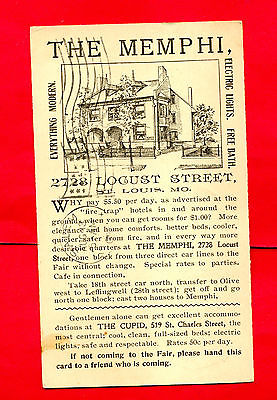 THE MEMPHI,
EVERYTHING MODERN.
ELECTRIC LIGHTS. FREE BATH.
2728 LOCUST STREET,
ST. LOUIS, MO.
WHY pay $5.50 per day, as advertised at the
"fire trap" hotels in and around the
grounds, when you can get rooms for $1.00? More
elegance and home comforts. better beds, cooler,
quieter, safer from fire, and in every way more
desirable quarters at THE MEMPHI, 2728 Locust
Street; one block from three direct car lines to the
Fair without change. Special rates to parties.
Cafe in connection.
Take 18th street car north, transfer to Olive
west to Leffingwell (28th street); get off and go
north one block; east two houses to Memphi.
Gentlemen alone can get excellent accommoda-
tions at THE CUPID, 519 St. Charles Street, the
most central; cool, clean, full-sized beds; electric
lights; safe and respectable. Rates 50c per day.
If not coming to the Fair, please hand this
card to a friend who is coming.